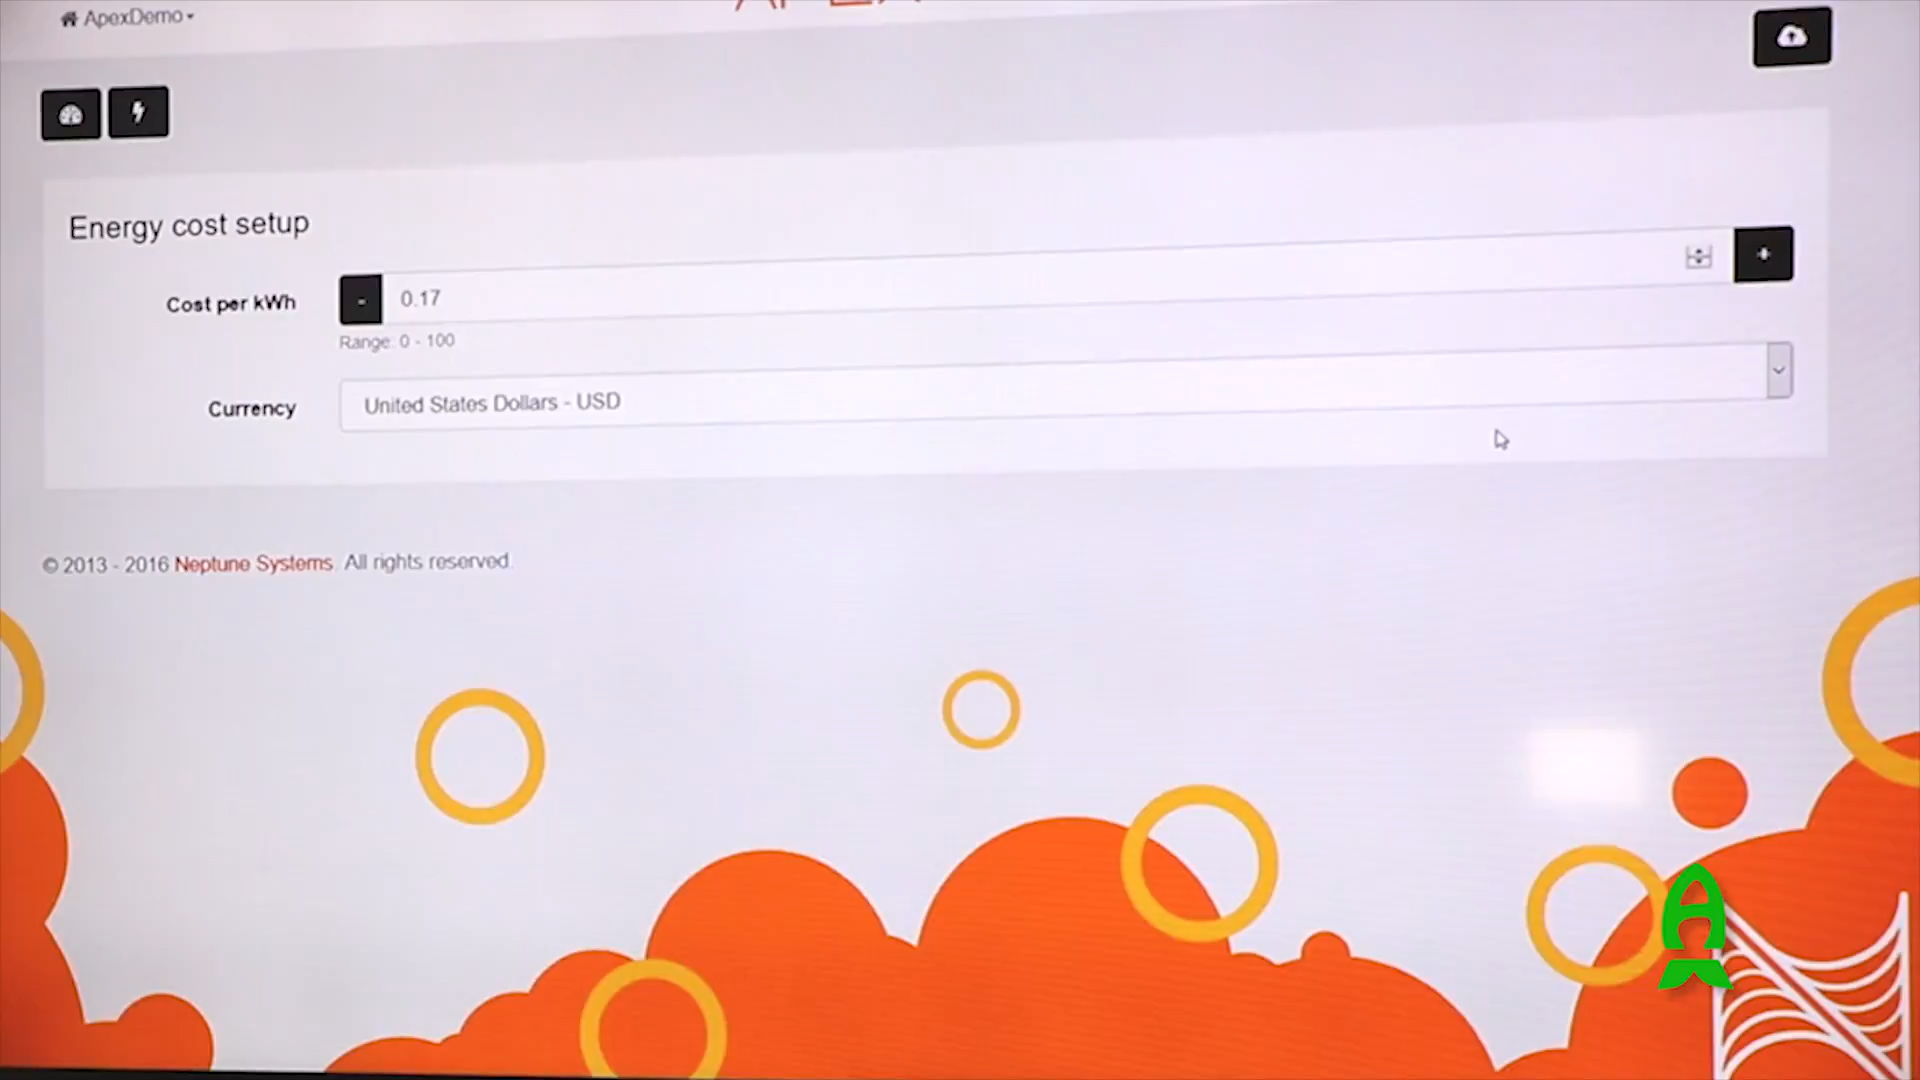 ApexDemo
Energy cost setup
Cost per kWh
-
0.17
+
Range: 0 - 100
Currency
United States Dollars - USD
© 2013 - 2016 Neptune Systems. All rights reserved.